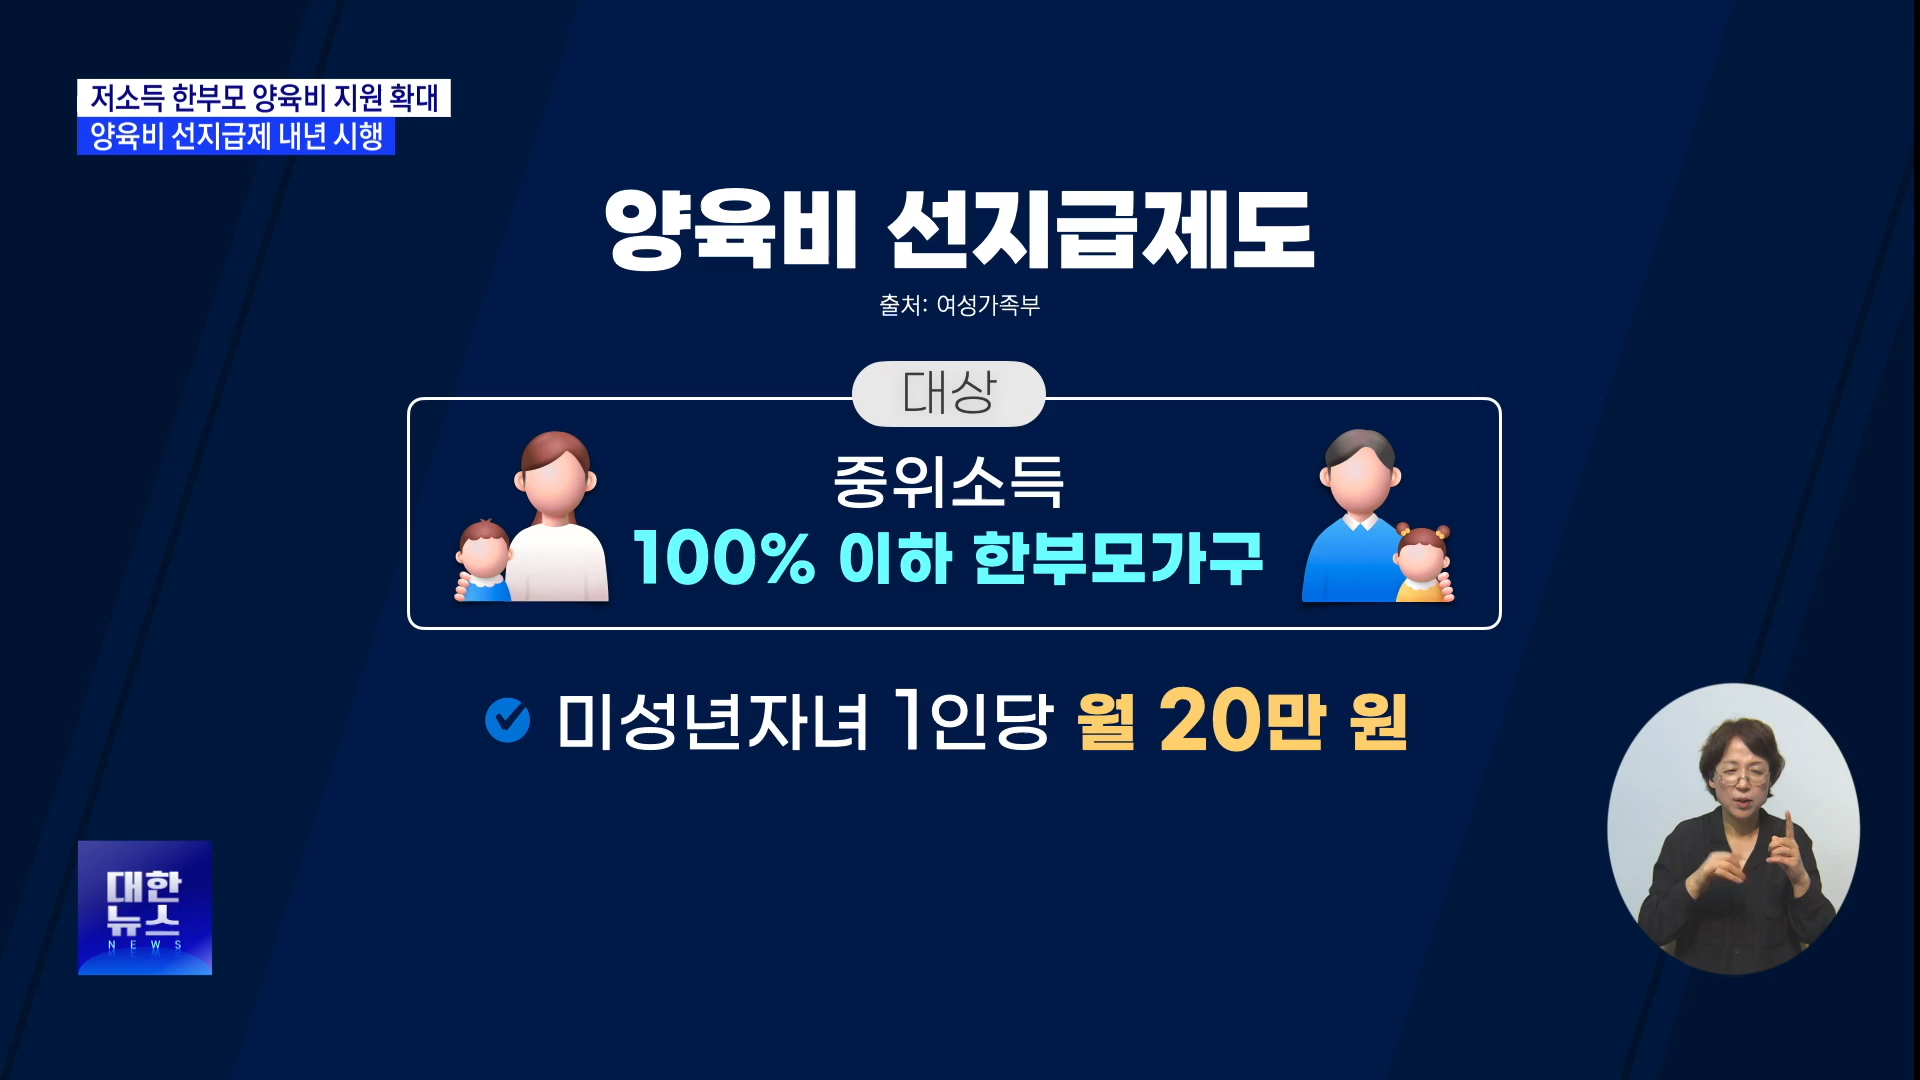 저소득 한부모 양육비 지원 확대
양육비 선지급제 내년 시행
양육비 선지급제도
출처: 여성가족부
대상
중위소득
100% 이하 한부모가구
미성년자녀 1인당 월 20만 원
대한
뉴스
NEWS